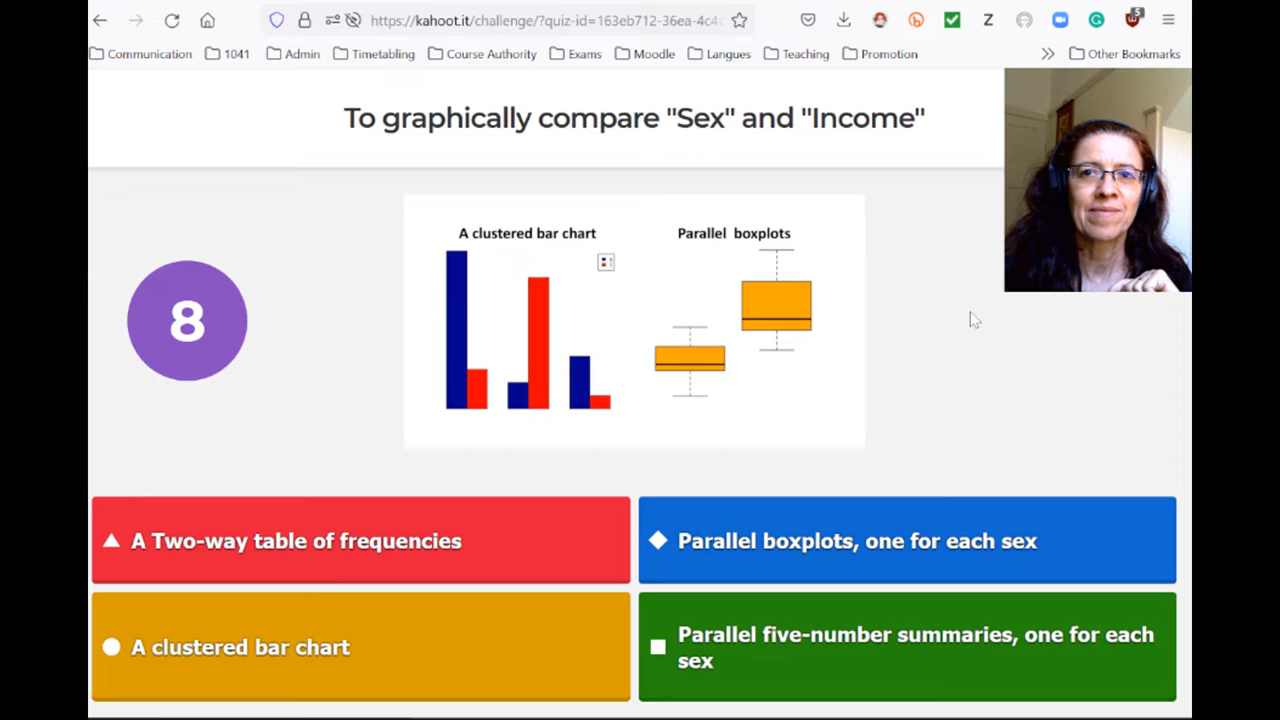 https://kahoot.it/challenge/?quiz-id=163eb712-36ea-4c4
5
Communication 1041 Admin Timetabling Course Authority Exams Moodle Langues Teaching Promotion Other Bookmarks
To graphically compare "Sex" and "Income"
A clustered bar chart Parallel boxplots
8
A Two-way table of frequencies
Parallel boxplots, one for each sex
A clustered bar chart
Parallel five-number summaries, one for each
sex